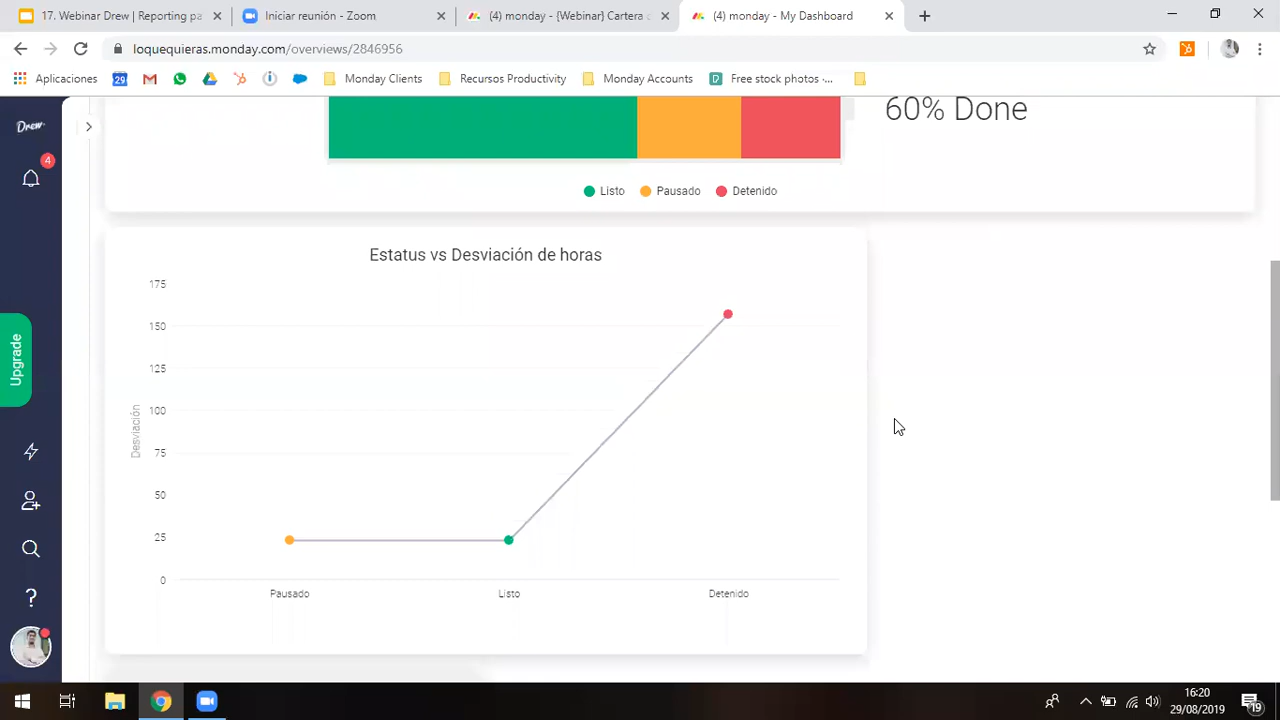 17. Webinar Drew | Reporting pa
Iniciar reunión - Zoom
(4) monday - {Webinar} Cartera c
(4) monday - My Dashboard
loquequieras.monday.com/overviews/2846956
Aplicaciones
29
Monday Clients
Recursos Productivity
Monday Accounts
Free stock photos -...
Drew
4
60% Done
Listo
Pausado
Detenido
Estatus vs Desviación de horas
175
150
125
100
75
50
25
0
Desviación
Pausado
Listo
Detenido
Upgrade
?
16:20
29/08/2019
19